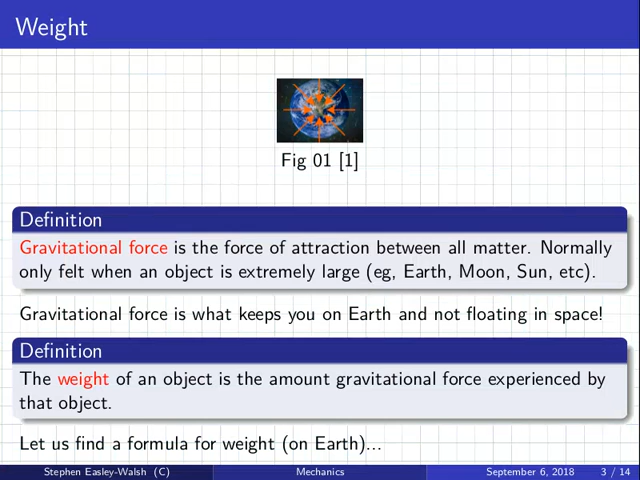 Weight
Fig 01 [1]
Definition
Gravitational force is the force of attraction between all matter. Normally
only felt when an object is extremely large (eg, Earth, Moon, Sun, etc).
Gravitational force is what keeps you on Earth and not floating in space!
Definition
The weight of an object is the amount gravitational force experienced by
that object.
Let us find a formula for weight (on Earth)...
Stephen Easley-Walsh (C) Mechanics September 6, 2018 3 / 14